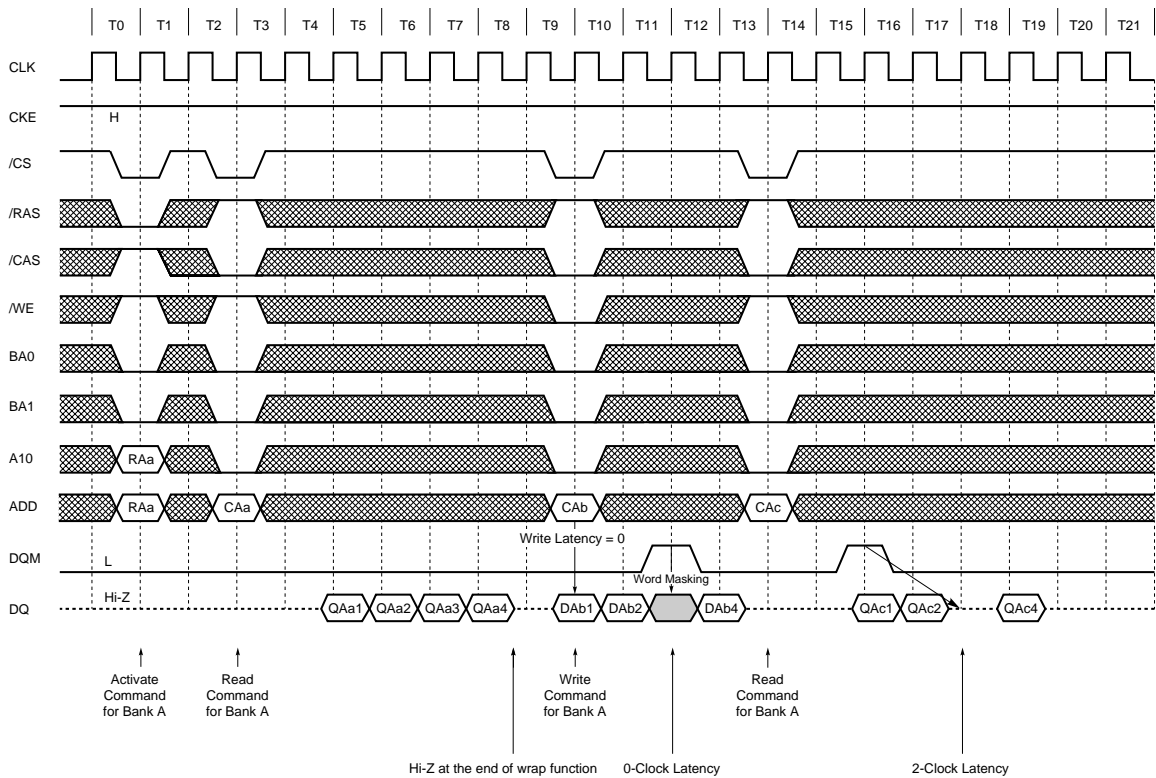 T0 T1 T2 T3 T4 T5 T6 T7 T8 T9 T10 T11 T12 T13 T14 T15 T16 T17 T18 T19 T20 T21
CLK
CKE H
/CS
/RAS
/CAS
/WE
BA0
BA1
A10 RAa
ADD RAa CAa CAb CAc
Write Latency = 0
DQM L
Word Masking
Hi-Z
DQ QAa1 QAa2 QAa3 QAa4 DAb1 DAb2 DAb4 QAc1 QAc2 QAc4
Activate
Command
for Bank A
Read
Command
for Bank A
Write
Command
for Bank A
Read
Command
for Bank A
Hi-Z at the end of wrap function
0-Clock Latency
2-Clock Latency